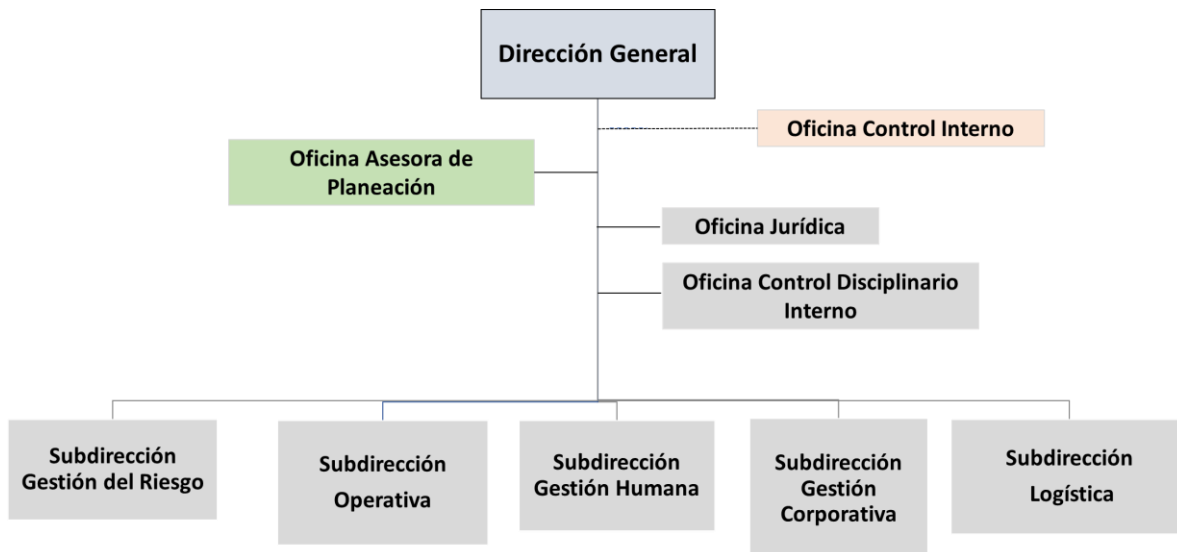 Dirección General
Oficina Control Interno
Oficina Asesora de
Planeación
Oficina Jurídica
Oficina Control Disciplinario
Interno
Subdirección
Gestión del Riesgo
Subdirección
Operativa
Subdirección
Gestión Humana
Subdirección
Gestión
Corporativa
Subdirección
Logística